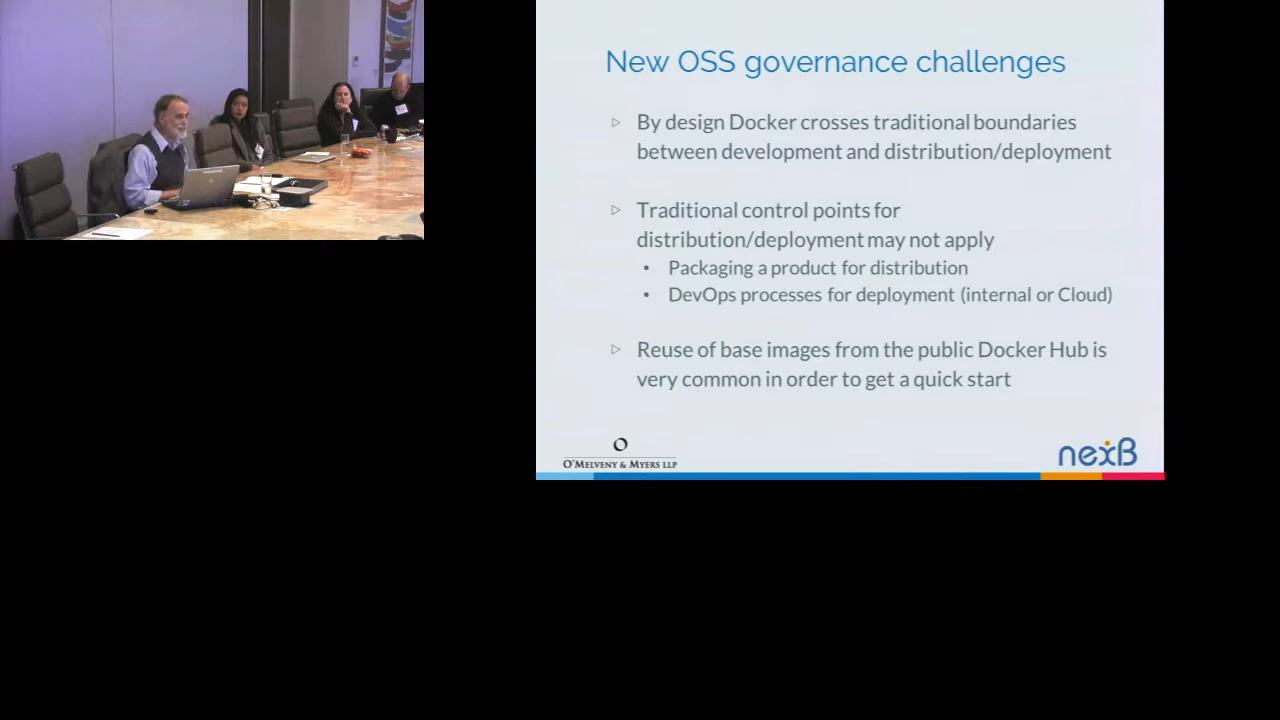 New OSS governance challenges
▷ By design Docker crosses traditional boundaries
between development and distribution/deployment
▷ Traditional control points for
distribution/deployment may not apply
• Packaging a product for distribution
• DevOps processes for deployment (internal or Cloud)
▷ Reuse of base images from the public Docker Hub is
very common in order to get a quick start
O'MELVENY & MYERS LLP
nexB